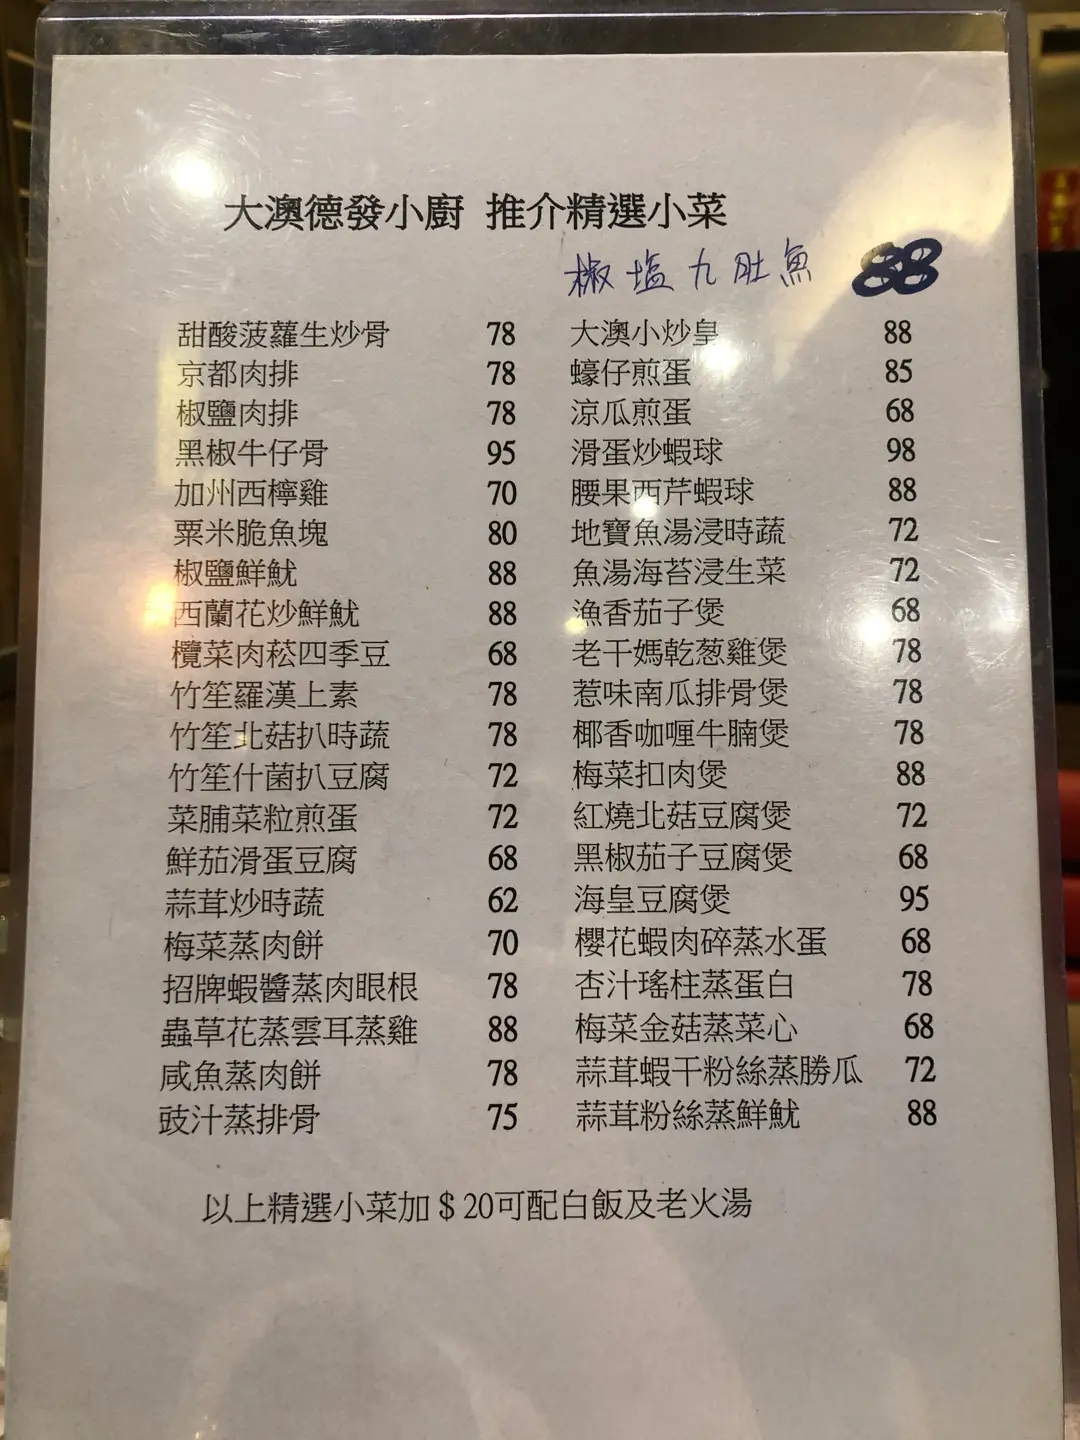 大澳德發小廚 推介精選小菜
椒塩九肚魚 88
甜酸菠蘿生炒骨 78 大澳小炒皇 88
京都肉排 78 蠔仔煎蛋 85
椒鹽肉排 78 涼瓜煎蛋 68
黑椒牛仔骨 95 滑蛋炒蝦球 98
加州西檸雞 70 腰果西芹蝦球 88
粟米脆魚塊 80 地寶魚湯浸時蔬 72
椒鹽鮮魷 88 魚湯海苔浸生菜 72
西蘭花炒鮮魷 88 漁香茄子煲 68
欖菜肉菘四季豆 68 老干媽乾葱雞煲 78
竹笙羅漢上素 78 惹味南瓜排骨煲 78
竹笙北菇扒時蔬 78 椰香咖喱牛腩煲 78
竹笙什菌扒豆腐 72 梅菜扣肉煲 88
菜脯菜粒煎蛋 72 紅燒北菇豆腐煲 72
鮮茄滑蛋豆腐 68 黑椒茄子豆腐煲 68
蒜茸炒時蔬 62 海皇豆腐煲 95
梅菜蒸肉餅 70 櫻花蝦肉碎蒸水蛋 68
招牌蝦醬蒸肉眼根 78 杏汁瑤柱蒸蛋白 78
蟲草花蒸雲耳蒸雞 88 梅菜金菇蒸菜心 68
咸魚蒸肉餅 78 蒜茸蝦干粉絲蒸勝瓜 72
豉汁蒸排骨 75 蒜茸粉絲蒸鮮魷 88
以上精選小菜加＄20可配白飯及老火湯